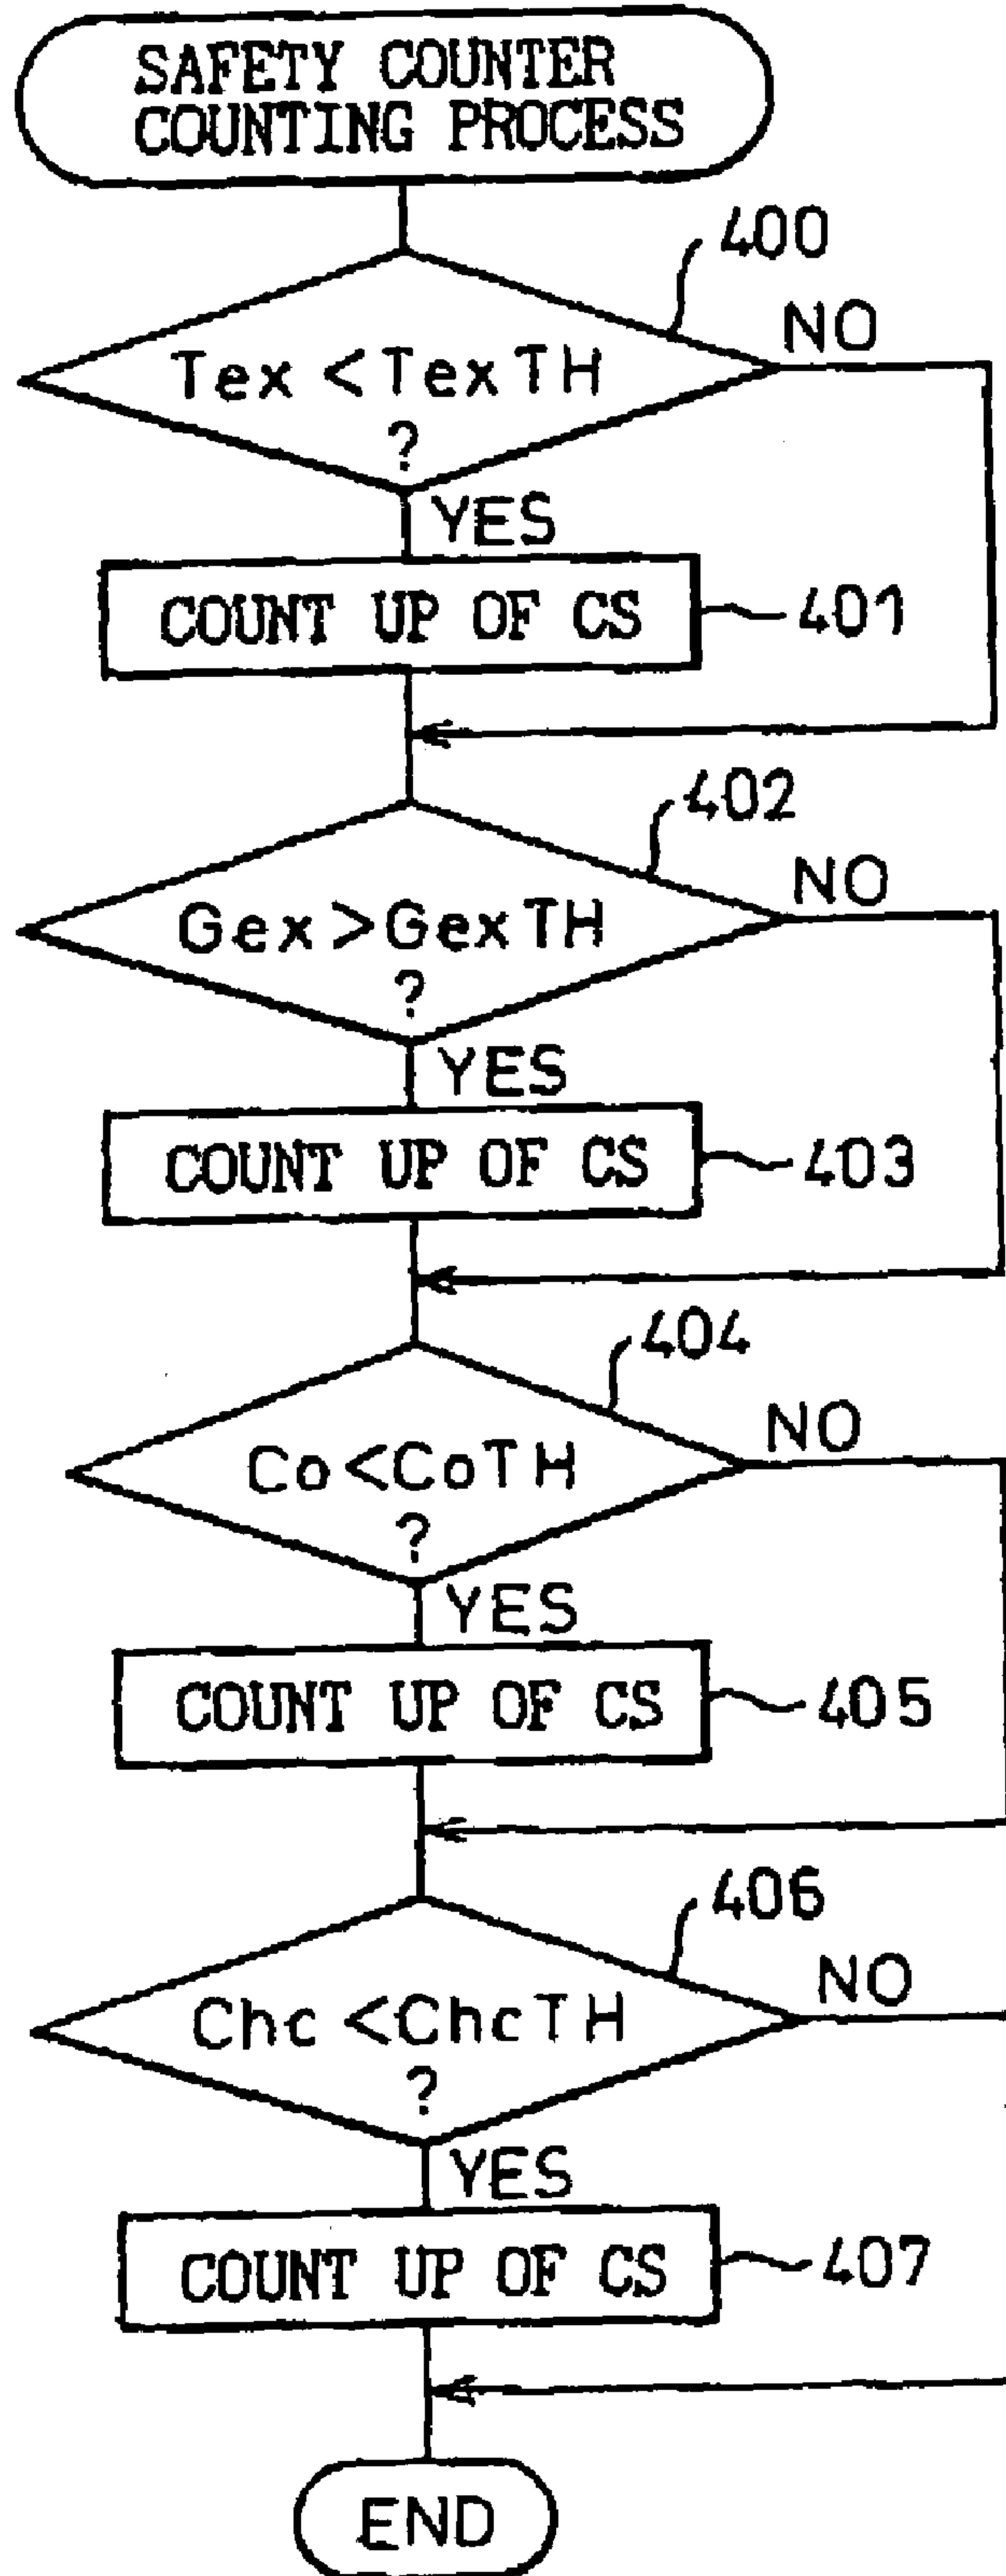 SAFETY COUNTER
COUNTING PROCESS
400
Tex <TexTH
?
NO
YES
COUNT UP OF CS
401
402
Gex >GexTH
?
NO
YES
COUNT UP OF CS
403
404
Co <CoTH
?
NO
YES
COUNT UP OF CS
405
406
Chc <ChcTH
?
NO
YES
COUNT UP OF CS
407
END